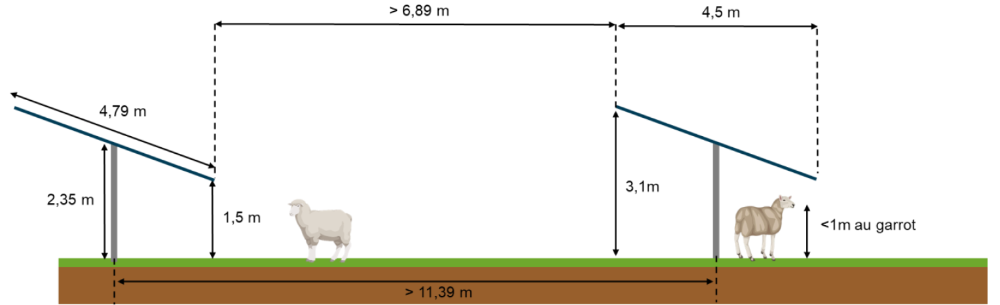 > 6,89 m
4,5 m
4,79 m
2,35 m
1,5 m
3,1m
<1m au garrot
> 11,39 m